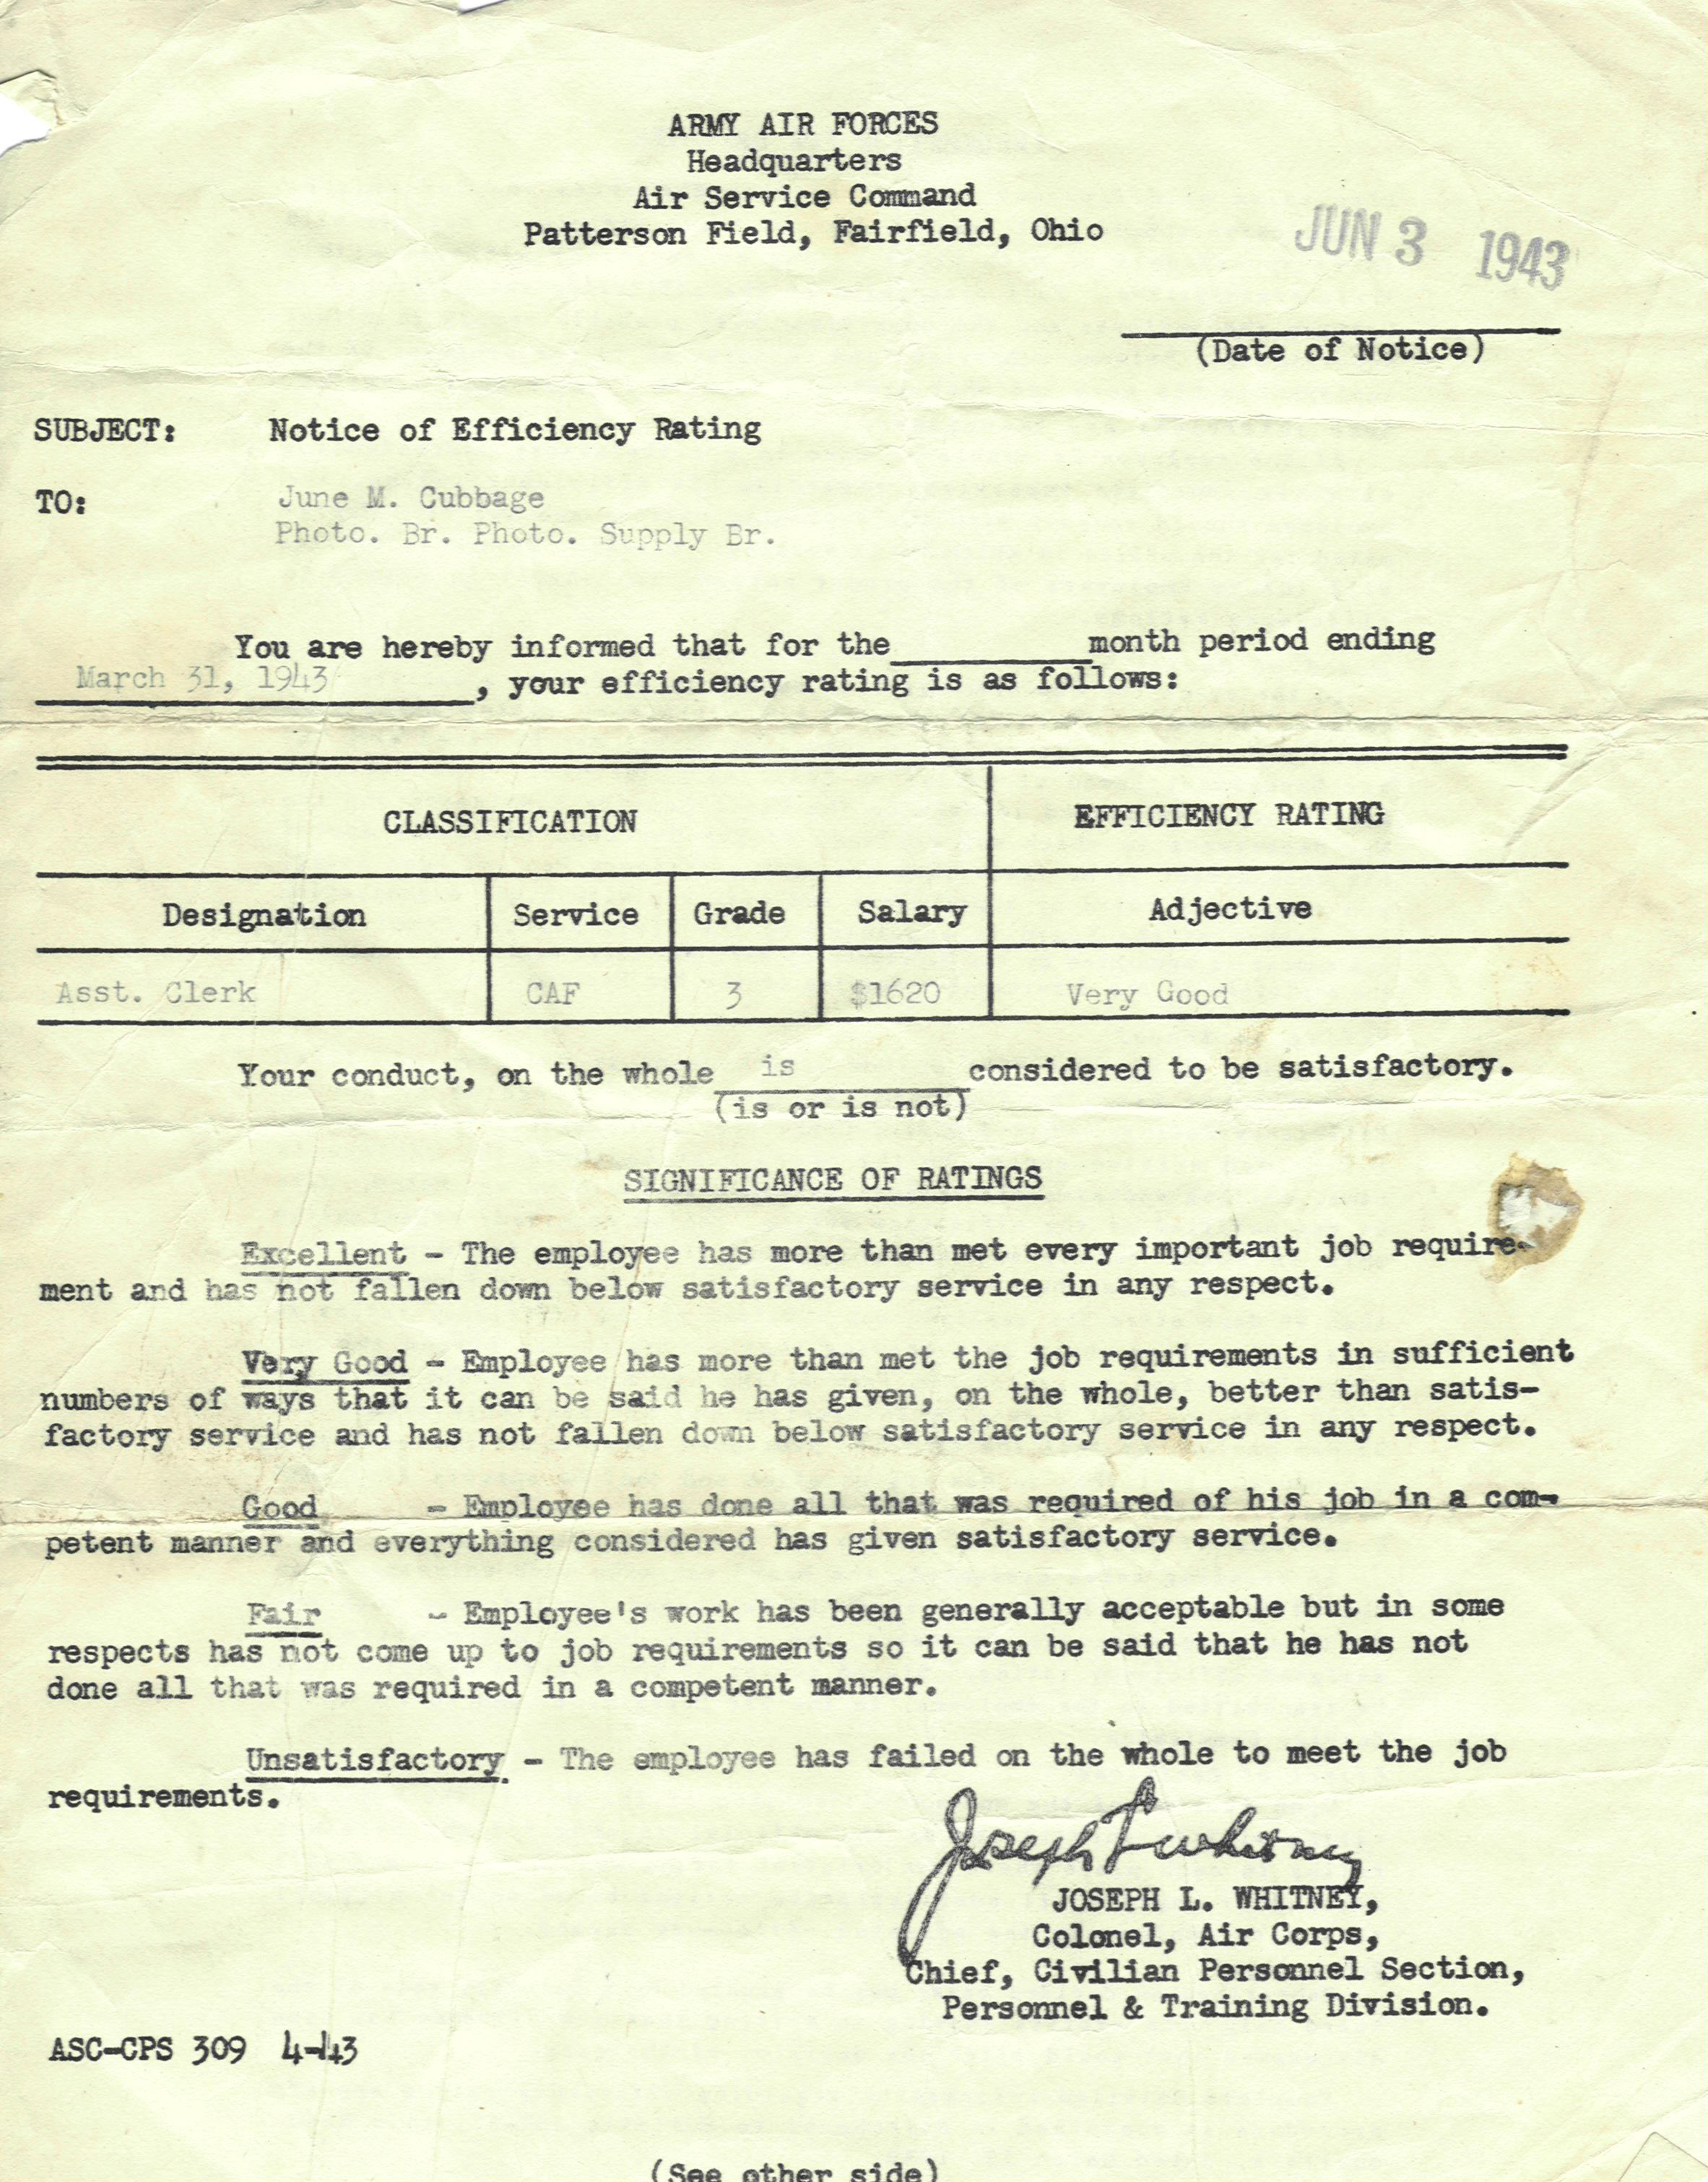 ARMY AIR FORCES
Headquarters
Air Service Command
Patterson Field, Fairfield, Ohio
JUN 3 1943
(Date of Notice)
SUBJECT: Notice of Efficiency Rating
TO: June M. Cubbage
Photo. Br. Photo. Supply Br.
You are hereby informed that for the ________ month period ending
March 31, 1943, your efficiency rating is as follows:
CLASSIFICATION EFFICIENCY RATING
Designation Service Grade Salary Adjective
Asst. Clerk CAF 3 $1620 Very Good
Your conduct, on the whole is considered to be satisfactory.
(is or is not)
SIGNIFICANCE OF RATINGS
Excellent - The employee has more than met every important job require-
ment and has not fallen down below satisfactory service in any respect.
Very Good - Employee has more than met the job requirements in sufficient
numbers of ways that it can be said he has given, on the whole, better than satis-
factory service and has not fallen down below satisfactory service in any respect.
Good - Employee has done all that was required of his job in a com-
petent manner and everything considered has given satisfactory service.
Fair - Employee's work has been generally acceptable but in some
respects has not come up to job requirements so it can be said that he has not
done all that was required in a competent manner.
Unsatisfactory - The employee has failed on the whole to meet the job
requirements.
Joseph L Whitney
JOSEPH L. WHITNEY,
Colonel, Air Corps,
Chief, Civilian Personnel Section,
Personnel & Training Division.
ASC-CPS 309 4-43
(See other side)